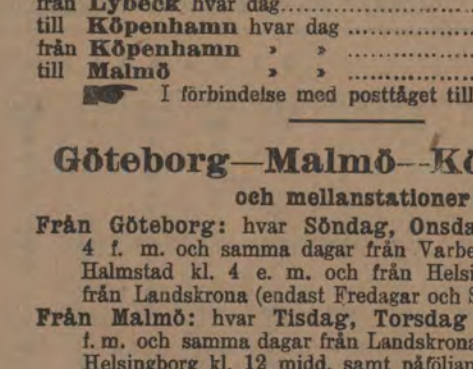 från Lybeck hvar dag..................
till Köpenhamn hvar dag ..................
från Köpenhamn » » ..................
till Malmö » » ..................
I förbindelse med posttåget till
Göteborg—Malmö—Kö
och mellanstationer
Från Göteborg: hvar Söndag, Onsda
4 f. m. och samma dagar från Varbe
Halmstad kl. 4 e. m. och från Helsi
från Landskrona (endast Fredagar och S
Från Malmö: hvar Tisdag, Torsdag
f. m. och samma dagar från Landskrona
Helsingborg kl. 12 midd. samt påföljan